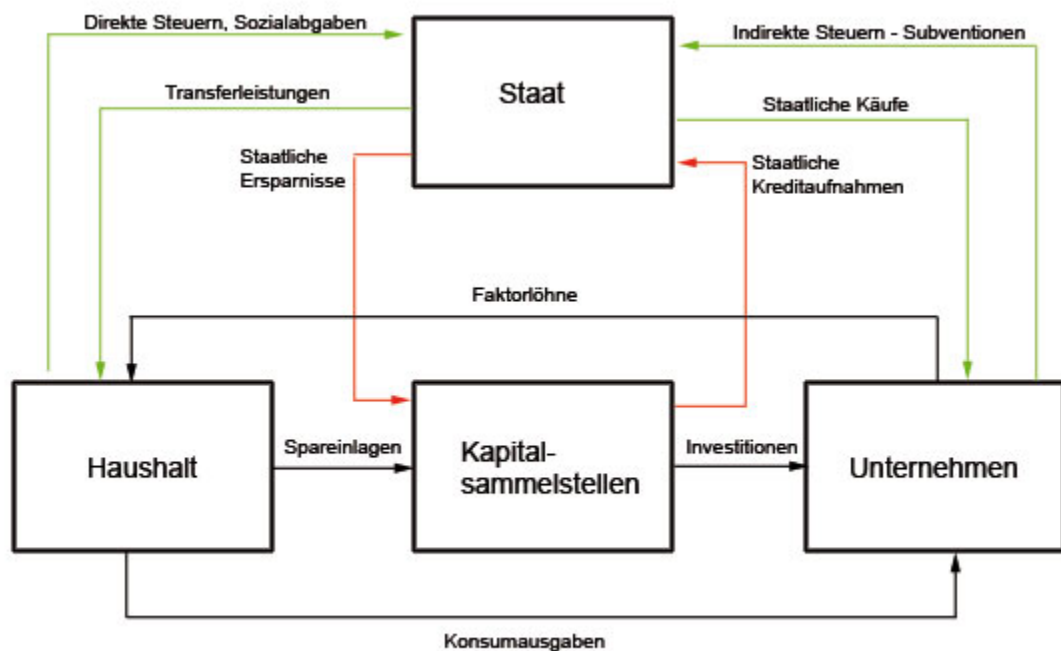 Direkte Steuern, Sozialabgaben
Indirekte Steuern - Subventionen
Staat
Transferleistungen
Staatliche Käufe
Staatliche
Ersparnisse
Staatliche
Kreditaufnahmen
Faktorlöhne
Haushalt
Spareinlagen
Kapital-
sammelstellen
Investitionen
Unternehmen
Konsumausgaben